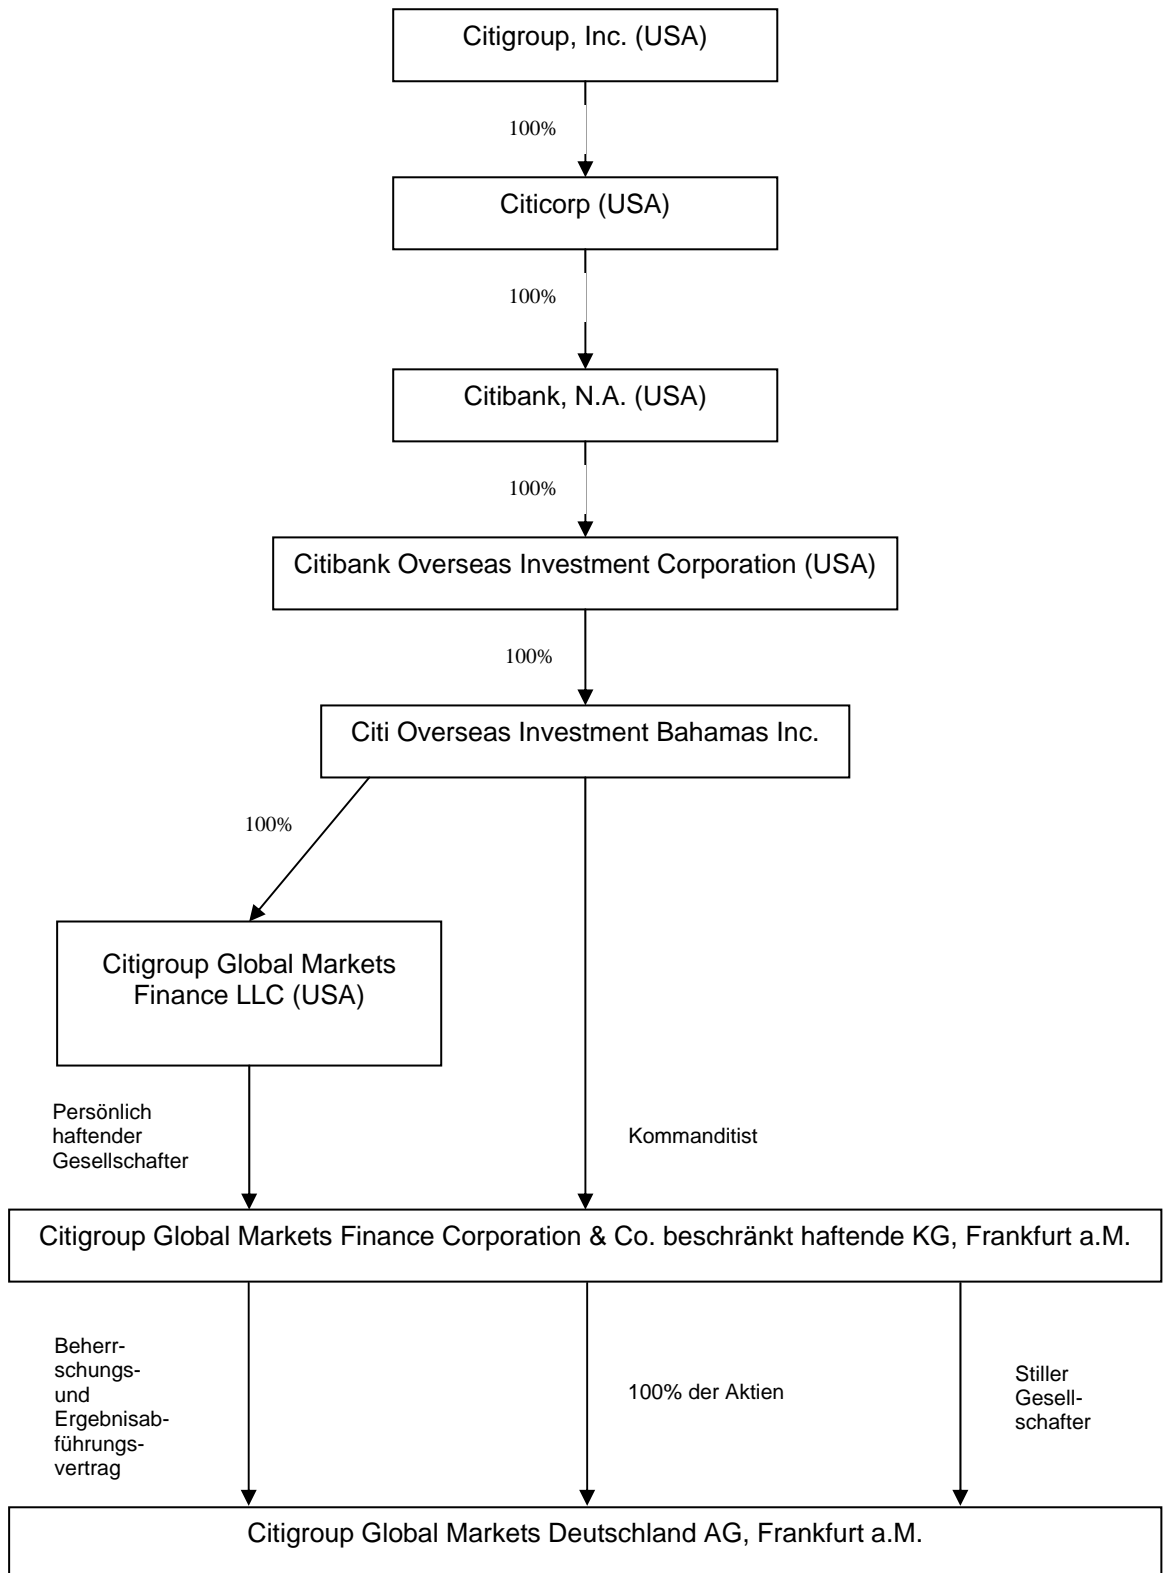 Citigroup, Inc. (USA)
100%
Citicorp (USA)
100%
Citibank, N.A. (USA)
100%
Citibank Overseas Investment Corporation (USA)
100%
Citi Overseas Investment Bahamas Inc.
100%
Citigroup Global Markets
Finance LLC (USA)
Persönlich
haftender
Gesellschafter
Kommanditist
Citigroup Global Markets Finance Corporation & Co. beschränkt haftende KG, Frankfurt a.M.
Beherr-
schungs-
und
Ergebnisab-
führungs-
vertrag
100% der Aktien
Stiller
Gesell-
schafter
Citigroup Global Markets Deutschland AG, Frankfurt a.M.